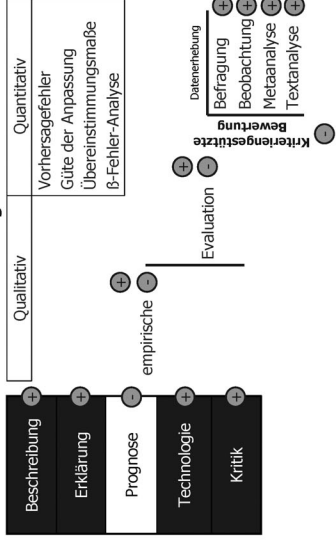 Qualitativ
Quantitativ
Beschreibung
+
Erklärung
+
Prognose
-
Technologie
+
Kritik
+
Vorhersagefehler
Güte der Anpassung
Übereinstimmungsmaße
ß-Fehler-Analyse
empirische
+
-
Evaluation
+
-
Kriteriengestützte
Bewertung
-
Datenerhebung
Befragung
+
Beobachtung
+
Metaanalyse
+
Textanalyse
+